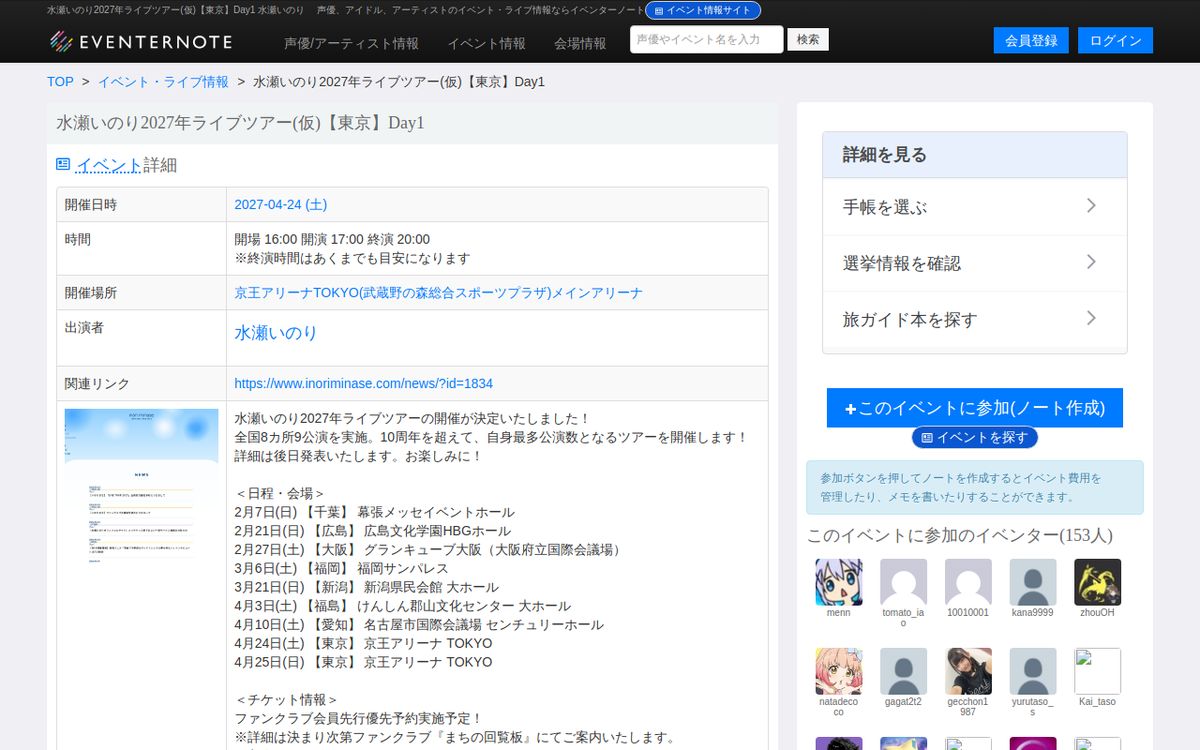 水瀬いのり2027年ライブツアー(仮)【東京】Day1 水瀬いのり　声優、アイドル、アーティストのイベント・ライブ情報ならイベンターノート
イベント情報サイト
EVENTERNOTE
声優/アーティスト情報
イベント情報
会場情報
声優やイベント名を入力
検索
会員登録
ログイン
TOP > イベント・ライブ情報 > 水瀬いのり2027年ライブツアー(仮)【東京】Day1
水瀬いのり2027年ライブツアー(仮)【東京】Day1
イベント詳細
開催日時
2027-04-24 (土)
時間
開場 16:00 開演 17:00 終演 20:00
※終演時間はあくまでも目安になります
開催場所
京王アリーナTOKYO(武蔵野の森総合スポーツプラザ)メインアリーナ
出演者
水瀬いのり
関連リンク
https://www.inoriminase.com/news/?id=1834
NEWS
水瀬いのり2027年ライブツアーの開催が決定いたしました！
全国8カ所9公演を実施。10周年を超えて、自身最多公演数となるツアーを開催します！
詳細は後日発表いたします。お楽しみに！
＜日程・会場＞
2月7日(日) 【千葉】 幕張メッセイベントホール
2月21日(日) 【広島】 広島文化学園HBGホール
2月27日(土) 【大阪】 グランキューブ大阪（大阪府立国際会議場）
3月6日(土) 【福岡】 福岡サンパレス
3月21日(日) 【新潟】 新潟県民会館 大ホール
4月3日(土) 【福島】 けんしん郡山文化センター 大ホール
4月10日(土) 【愛知】 名古屋市国際会議場 センチュリーホール
4月24日(土) 【東京】 京王アリーナ TOKYO
4月25日(日) 【東京】 京王アリーナ TOKYO
＜チケット情報＞
ファンクラブ会員先行優先予約実施予定！
※詳細は決まり次第ファンクラブ『まちの回覧板』にてご案内いたします。
詳細を見る
手帳を選ぶ
選挙情報を確認
旅ガイド本を探す
+このイベントに参加(ノート作成)
イベントを探す
参加ボタンを押してノートを作成するとイベント費用を
管理したり、メモを書いたりすることができます。
このイベントに参加のイベンター(153人)
menn
tomato_ia
o
10010001
kana9999
zhouOH
natadeco
co
gagat2t2
gecchon1
987
yurutaso_
s
Kai_taso